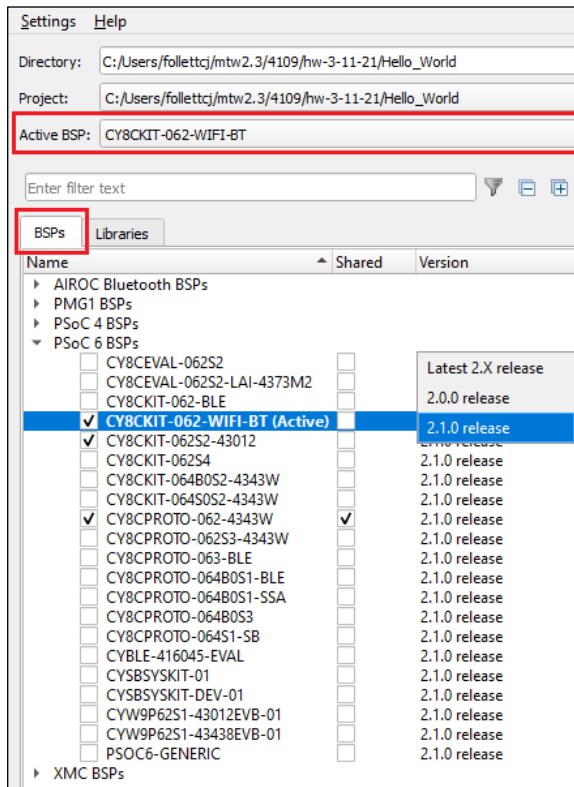 Settings Help
Directory: C:/Users/follettcj/mtw2.3/4109/hw-3-11-21/Hello_World
Project: C:/Users/follettcj/mtw2.3/4109/hw-3-11-21/Hello_World
Active BSP: CY8CKIT-062-WIFI-BT
Enter filter text
BSPs Libraries
Name Shared Version
AIROC Bluetooth BSPs
PMG1 BSPs
PSoC 4 BSPs
PSoC 6 BSPs
CY8CEVAL-062S2 Latest 2.X release
CY8CEVAL-062S2-LAI-4373M2
CY8CKIT-062-BLE 2.0.0 release
CY8CKIT-062-WIFI-BT (Active) 2.1.0 release
CY8CKIT-062S2-43012
CY8CKIT-062S4 2.1.0 release
CY8CKIT-064B0S2-4343W 2.1.0 release
CY8CKIT-064S0S2-4343W 2.1.0 release
CY8CPROTO-062-4343W 2.1.0 release
CY8CPROTO-062S3-4343W 2.1.0 release
CY8CPROTO-063-BLE 2.1.0 release
CY8CPROTO-064B0S1-BLE 2.1.0 release
CY8CPROTO-064B0S1-SSA 2.1.0 release
CY8CPROTO-064B0S3 2.1.0 release
CY8CPROTO-064S1-SB 2.1.0 release
CYBLE-416045-EVAL 2.1.0 release
CYSBSYSKIT-01 2.1.0 release
CYSBSYSKIT-DEV-01 2.1.0 release
CYW9P62S1-43012EVB-01 2.1.0 release
CYW9P62S1-43438EVB-01 2.1.0 release
PSOC6-GENERIC 2.1.0 release
XMC BSPs